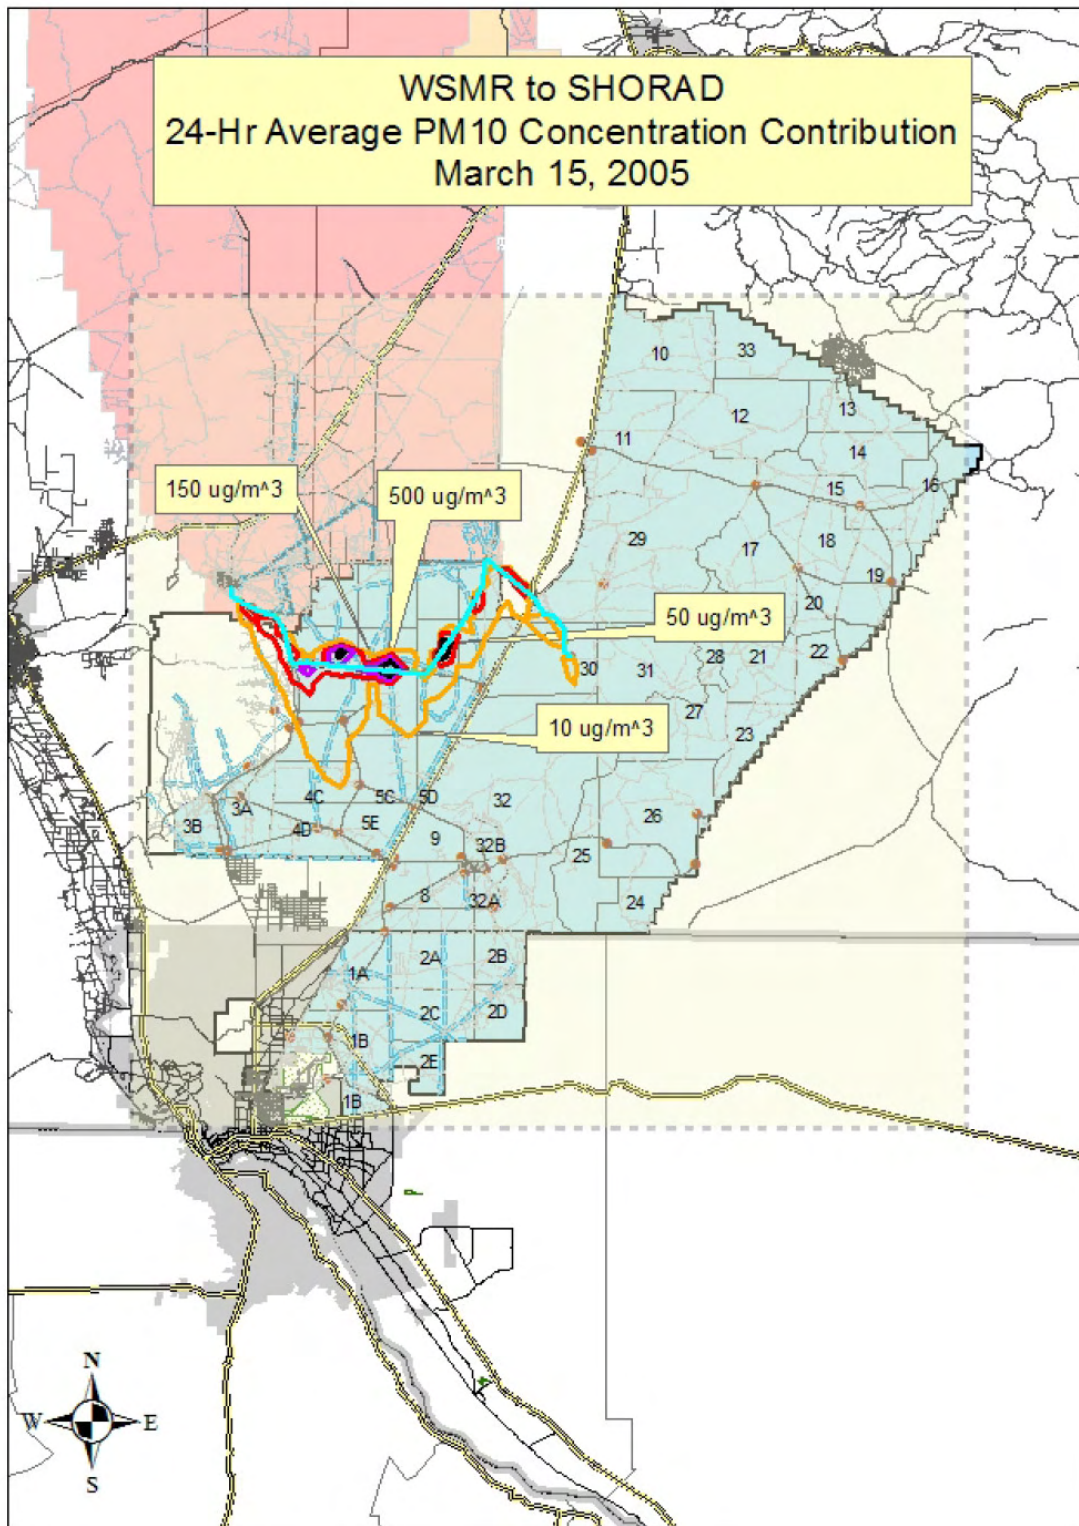 WSMR to SHORAD
24-Hr Average PM10 Concentration Contribution
March 15, 2005
10
33
12
13
11
14
150 ug/m^3
500 ug/m^3
15
16
29
17
18
19
20
50 ug/m^3
30
31
28
21
22
27
10 ug/m^3
23
4C
5C
5D
32
3A
26
3B
4D
5E
9
32B
25
8
32A
24
1A
2A
2B
2C
2D
1B
2E
1B
N
W
E
S